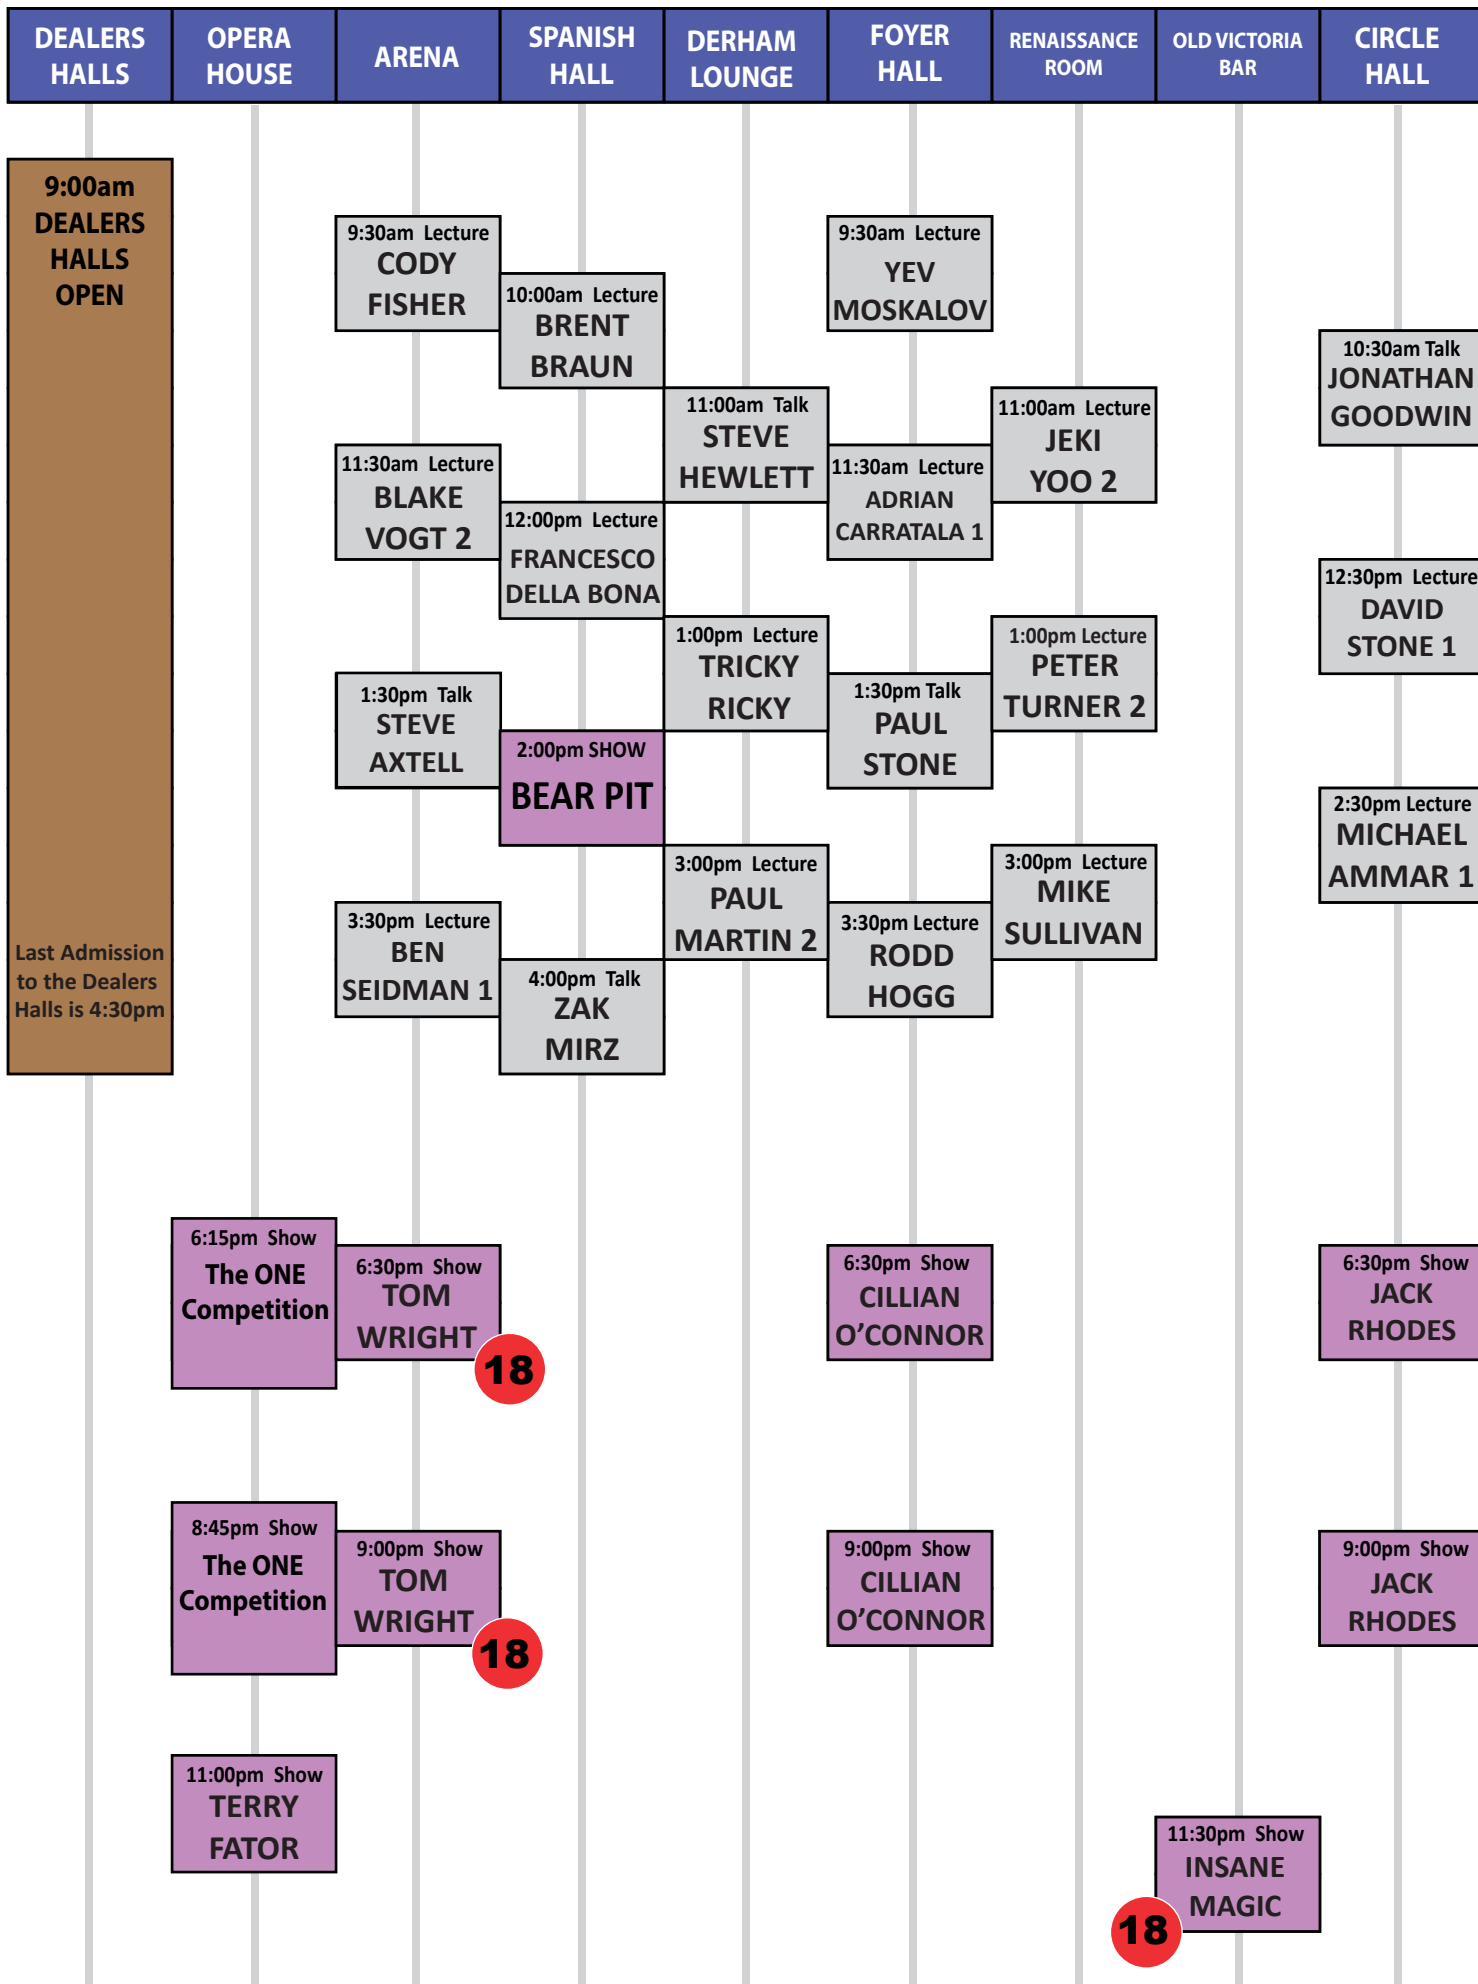 DEALERS
HALLS
OPERA
HOUSE
ARENA
SPANISH
HALL
DERHAM
LOUNGE
FOYER
HALL
RENAISSANCE
ROOM
OLD VICTORIA
BAR
CIRCLE
HALL
9:00am
DEALERS
HALLS
OPEN
Last Admission
to the Dealers
Halls is 4:30pm
9:30am Lecture
CODY
FISHER
9:30am Lecture
YEV
MOSKALOV
10:00am Lecture
BRENT
BRAUN
10:30am Talk
JONATHAN
GOODWIN
11:00am Talk
STEVE
HEWLETT
11:00am Lecture
JEKI
YOO 2
11:30am Lecture
BLAKE
VOGT 2
11:30am Lecture
ADRIAN
CARRATALA 1
12:00pm Lecture
FRANCESCO
DELLA BONA
12:30pm Lecture
DAVID
STONE 1
1:00pm Lecture
TRICKY
RICKY
1:00pm Lecture
PETER
TURNER 2
1:30pm Talk
STEVE
AXTELL
1:30pm Talk
PAUL
STONE
2:00pm SHOW
BEAR PIT
2:30pm Lecture
MICHAEL
AMMAR 1
3:00pm Lecture
PAUL
MARTIN 2
3:00pm Lecture
MIKE
SULLIVAN
3:30pm Lecture
BEN
SEIDMAN 1
3:30pm Lecture
RODD
HOGG
4:00pm Talk
ZAK
MIRZ
6:15pm Show
The ONE
Competition
6:30pm Show
TOM
WRIGHT
18
6:30pm Show
CILLIAN
O’CONNOR
6:30pm Show
JACK
RHODES
8:45pm Show
The ONE
Competition
9:00pm Show
TOM
WRIGHT
18
9:00pm Show
CILLIAN
O’CONNOR
9:00pm Show
JACK
RHODES
11:00pm Show
TERRY
FATOR
11:30pm Show
INSANE
MAGIC
18